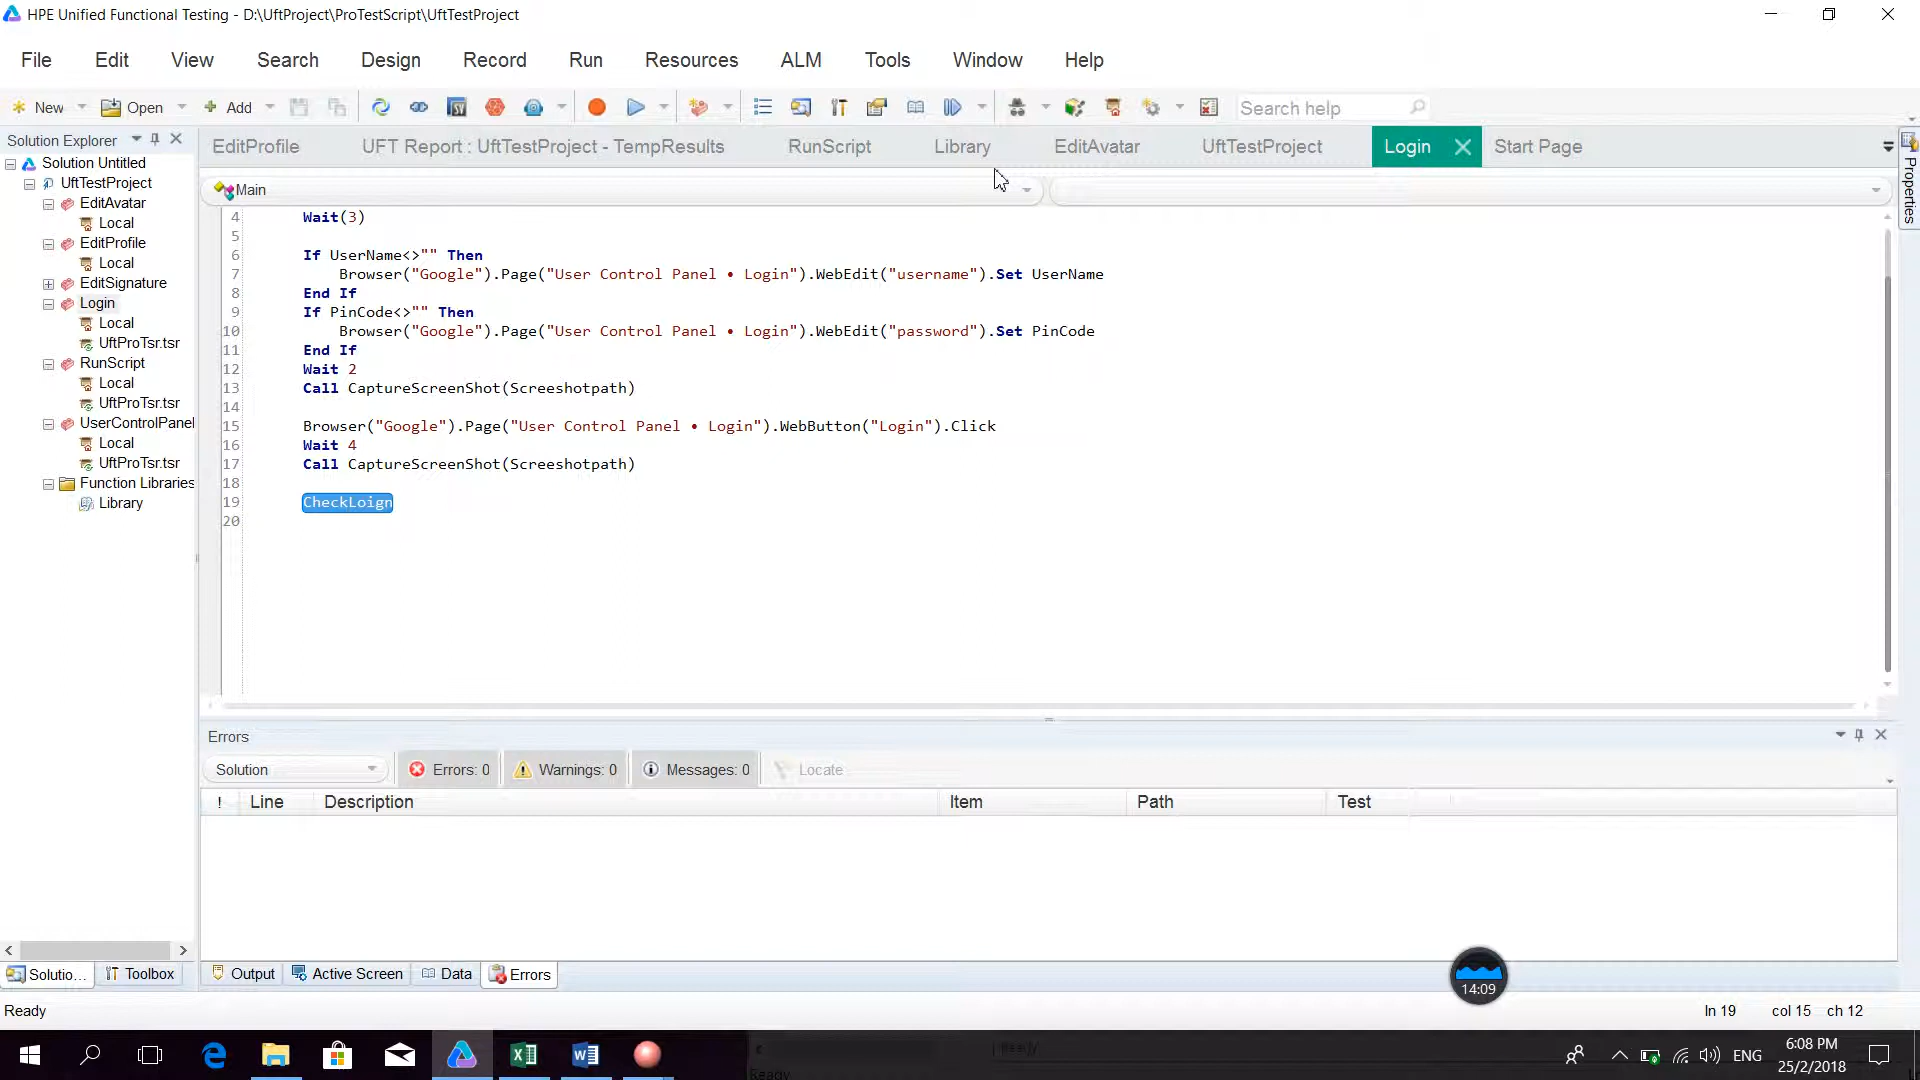 HPE Unified Functional Testing - D:\UftProject\ProTestScript\UftTestProject
File Edit View Search Design Record Run Resources ALM Tools Window Help
New Open Add Search help
Solution Explorer
EditProfile UFT Report : UftTestProject - TempResults RunScript Library EditAvatar UftTestProject Login Start Page
Properties
Solution Untitled
UftTestProject
EditAvatar
Local
EditProfile
Local
EditSignature
Login
Local
UftProTsr.tsr
RunScript
Local
UftProTsr.tsr
UserControlPanel
Local
UftProTsr.tsr
Function Libraries
Library
Main
4 Wait(3)
5
6 If UserName<>"" Then
7 Browser("Google").Page("User Control Panel • Login").WebEdit("username").Set UserName
8 End If
9 If PinCode<>"" Then
10 Browser("Google").Page("User Control Panel • Login").WebEdit("password").Set PinCode
11 End If
12 Wait 2
13 Call CaptureScreenShot(Screeshotpath)
14
15 Browser("Google").Page("User Control Panel • Login").WebButton("Login").Click
16 Wait 4
17 Call CaptureScreenShot(Screeshotpath)
18
19 CheckLoign
20
Errors
Solution Errors: 0 Warnings: 0 Messages: 0 Locate
! Line Description Item Path Test
Solutio... Toolbox Output Active Screen Data Errors
14:09
Ready ln 19 col 15 ch 12
ENG 6:08 PM
25/2/2018